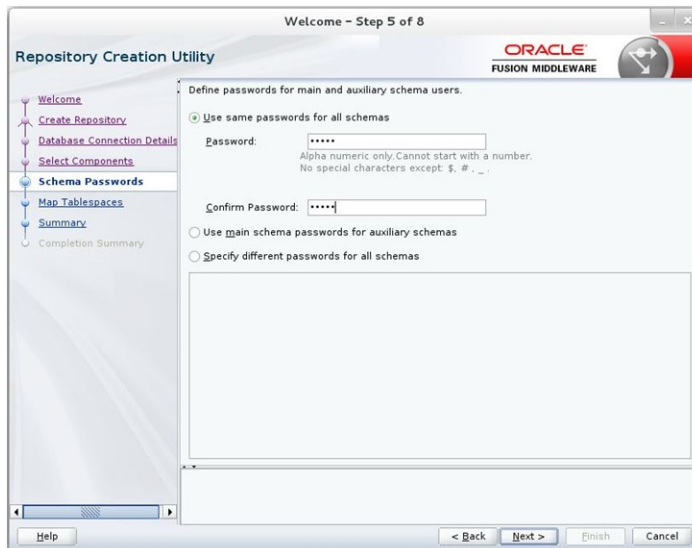 Welcome - Step 5 of 8
Repository Creation Utility
ORACLE
FUSION MIDDLEWARE
Welcome
Create Repository
Database Connection Details
Select Components
Schema Passwords
Map Tablespaces
Summary
Completion Summary
Define passwords for main and auxiliary schema users.
Use same passwords for all schemas
Password: •••••
Alpha numeric only.Cannot start with a number.
No special characters except: $, # , _ .
Confirm Password: •••••
Use main schema passwords for auxiliary schemas
Specify different passwords for all schemas
Help
< Back
Next >
Finish
Cancel